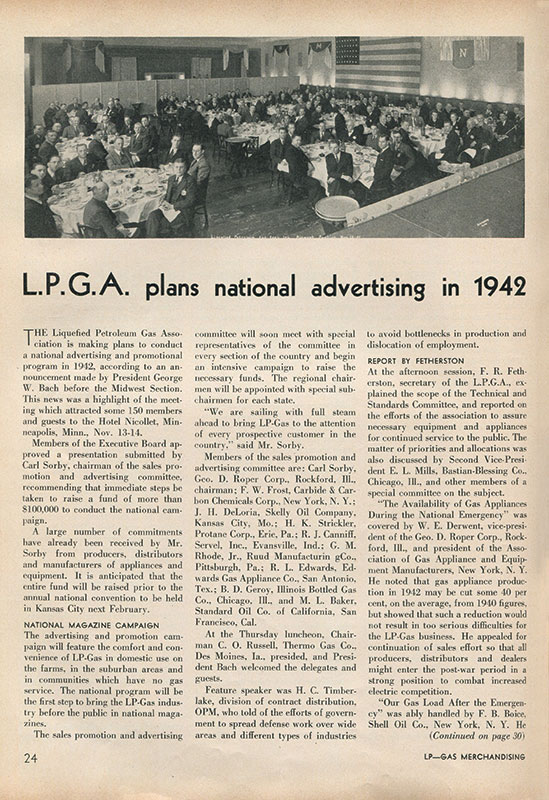 L.P.G.A. plans national advertising in 1942
THE Liquefied Petroleum Gas Asso-
ciation is making plans to conduct
a national advertising and promotional
program in 1942, according to an an-
nouncement made by President George
W. Bach before the Midwest Section.
This news was a highlight of the meet-
ing which attracted some 150 members
and guests to the Hotel Nicollet, Min-
neapolis, Minn., Nov. 13-14.
Members of the Executive Board ap-
proved a presentation submitted by
Carl Sorby, chairman of the sales pro-
motion and advertising committee,
recommending that immediate steps be
taken to raise a fund of more than
$100,000 to conduct the national cam-
paign.
A large number of commitments
have already been received by Mr.
Sorby from producers, distributors
and manufacturers of appliances and
equipment. It is anticipated that the
entire fund will be raised prior to the
annual national convention to be held
in Kansas City next February.
NATIONAL MAGAZINE CAMPAIGN
The advertising and promotion cam-
paign will feature the comfort and con-
venience of LP-Gas in domestic use on
the farms, in the suburban areas and
in communities which have no gas
service. The national program will be
the first step to bring the LP-Gas indus-
try before the public in national maga-
zines.
The sales promotion and advertising
committee will soon meet with special
representatives of the committee in
every section of the country and begin
an intensive campaign to raise the
necessary funds. The regional chair-
men will be appointed with special sub-
chairmen for each state.
"We are sailing with full steam
ahead to bring LP-Gas to the attention
of every prospective customer in the
country," said Mr. Sorby.
Members of the sales promotion and
advertising committee are: Carl Sorby,
Geo. D. Roper Corp., Rockford, Ill.,
chairman; F. W. Frost, Carbide & Car-
bon Chemicals Corp., New York, N. Y.;
J. H. DeLoria, Skelly Oil Company,
Kansas City, Mo.; H. K. Strickler,
Protane Corp., Erie, Pa.; R. J. Canniff,
Servel, Inc., Evansville, Ind.; G. M.
Rhode, Jr., Ruud Manufacturin gCo.,
Pittsburgh, Pa.; R. L. Edwards, Ed-
wards Gas Appliance Co., San Antonio,
Tex.; B. D. Geroy, Illinois Bottled Gas
Co., Chicago, Ill., and M. L. Baker,
Standard Oil Co. of California, San
Francisco, Cal.
At the Thursday luncheon, Chair-
man C. O. Russell, Thermo Gas Co.,
Des Moines, Ia., presided, and Presi-
dent Bach welcomed the delegates and
guests.
Feature speaker was H. C. Timber-
lake, division of contract distribution,
OPM, who told of the efforts of govern-
ment to spread defense work over wide
areas and different types of industries
to avoid bottlenecks in production and
dislocation of employment.
REPORT BY FETHERSTON
At the afternoon session, F. R. Feth-
erston, secretary of the L.P.G.A., ex-
plained the scope of the Technical and
Standards Committee, and reported on
the efforts of the association to assure
necessary equipment and appliances
for continued service to the public. The
matter of priorities and allocations was
also discussed by Second Vice-Presi-
dent E. L. Mills, Bastian-Blessing Co.,
Chicago, Ill., and other members of a
special committee on the subject.
"The Availability of Gas Appliances
During the National Emergency" was
covered by W. E. Derwent, vice-presi-
dent of the Geo. D. Roper Corp., Rock-
ford, Ill., and president of the Asso-
ciation of Gas Appliance and Equip-
ment Manufacturers, New York, N. Y.
He noted that gas appliance produc-
tion in 1942 may be cut some 40 per
cent, on the average, from 1940 figures,
but showed that such a reduction would
not result in too serious difficulties for
the LP-Gas business. He appealed for
continuation of sales effort so that all
producers, distributors and dealers
might enter the post-war period in a
strong position to combat increased
electric competition.
"Our Gas Load After the Emergen-
cy" was ably handled by F. B. Boice,
Shell Oil Co., New York, N. Y. He
(Continued on page 30)
24
LP—GAS MERCHANDISING